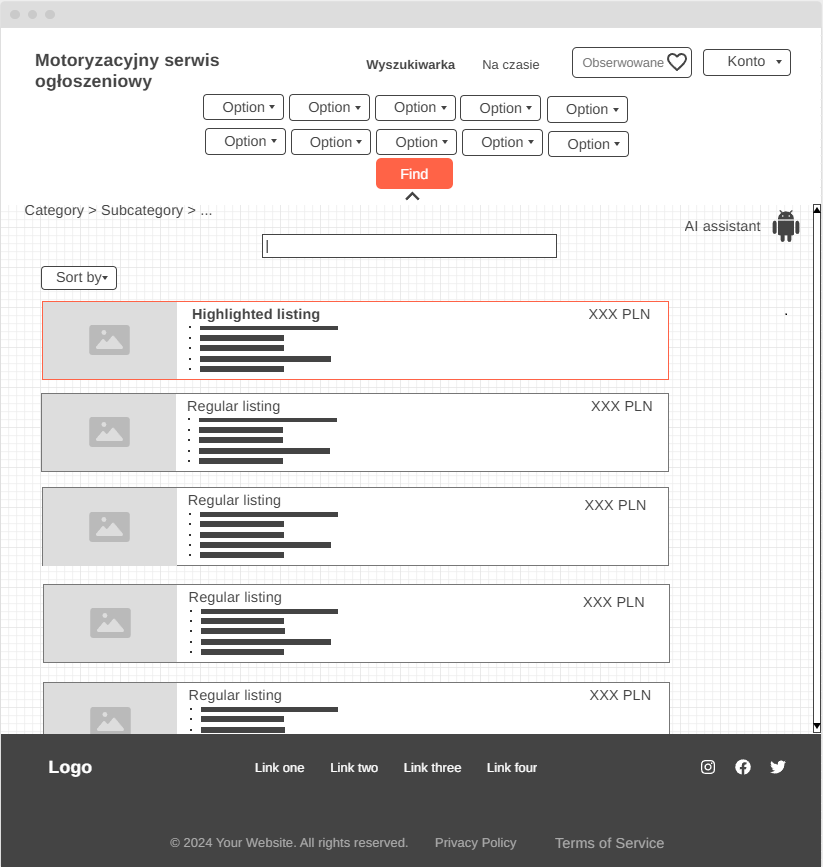 Motoryzacyjny serwis
ogłoszeniowy
Wyszukiwarka Na czasie Obserwowane Konto
Option Option Option Option Option
Option Option Option Option Option
Find
Category > Subcategory > ...
AI assistant
Sort by
Highlighted listing XXX PLN
Regular listing XXX PLN
Regular listing XXX PLN
Regular listing XXX PLN
Regular listing XXX PLN
Logo Link one Link two Link three Link four
© 2024 Your Website. All rights reserved. Privacy Policy Terms of Service